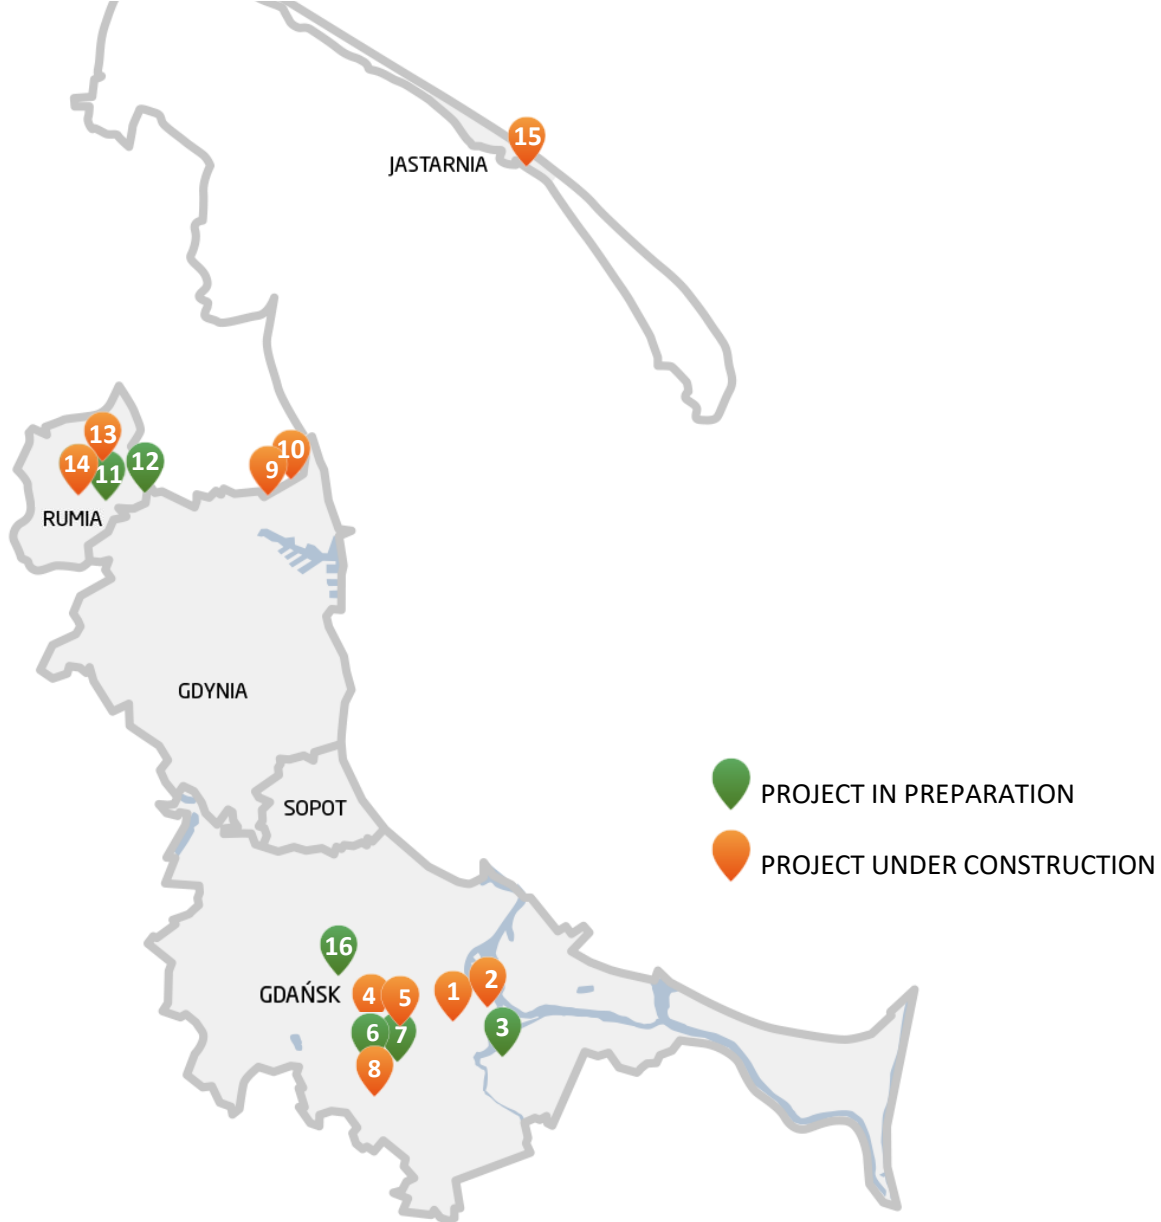 15
JASTARNIA
13
10
14
11
12
9
RUMIA
GDYNIA
SOPOT
PROJECT IN PREPARATION
PROJECT UNDER CONSTRUCTION
16
GDAŃSK
4
5
1
2
6
7
3
8